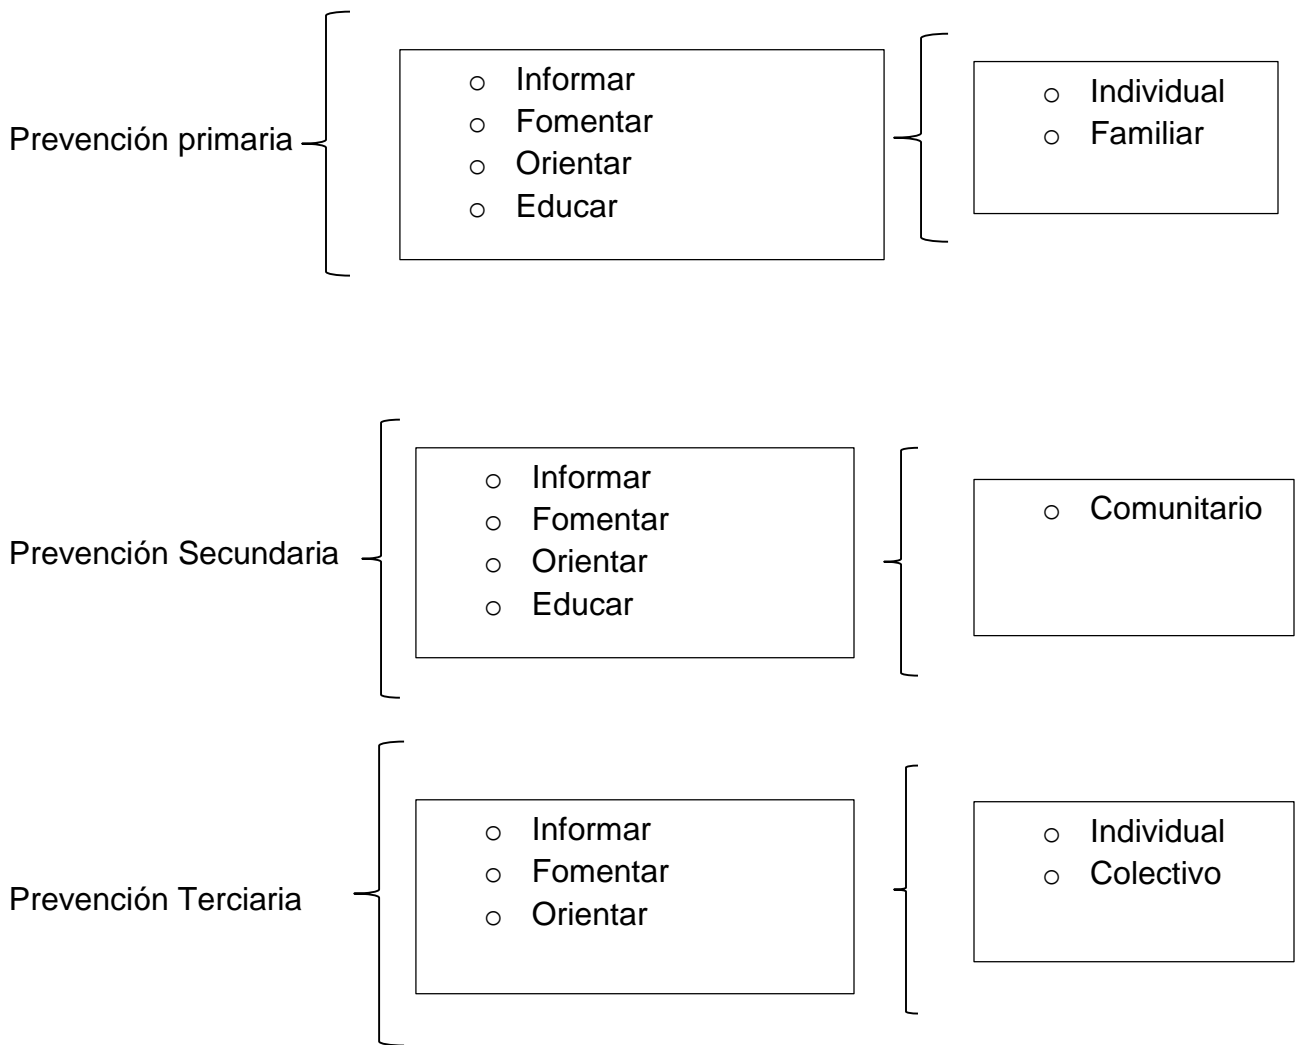 Prevención primaria
○ Informar
○ Fomentar
○ Orientar
○ Educar
○ Individual
○ Familiar
Prevención Secundaria
○ Informar
○ Fomentar
○ Orientar
○ Educar
○ Comunitario
Prevención Terciaria
○ Informar
○ Fomentar
○ Orientar
○ Individual
○ Colectivo